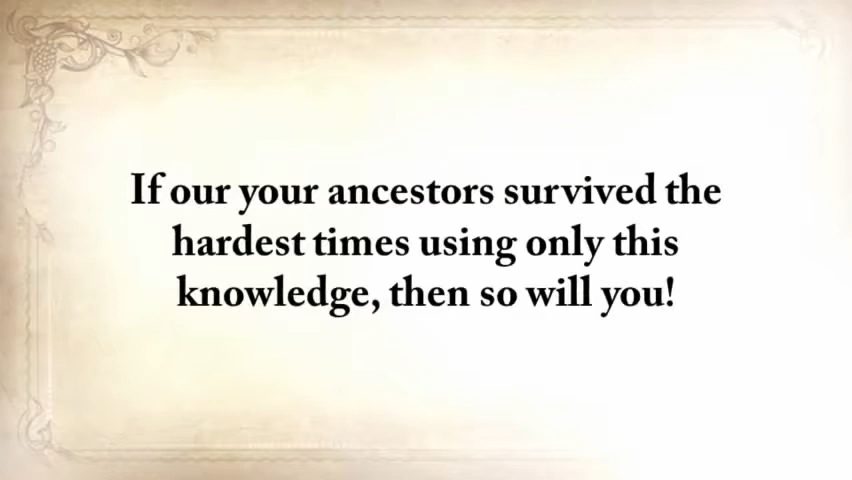 If our your ancestors survived the
hardest times using only this
knowledge, then so will you!